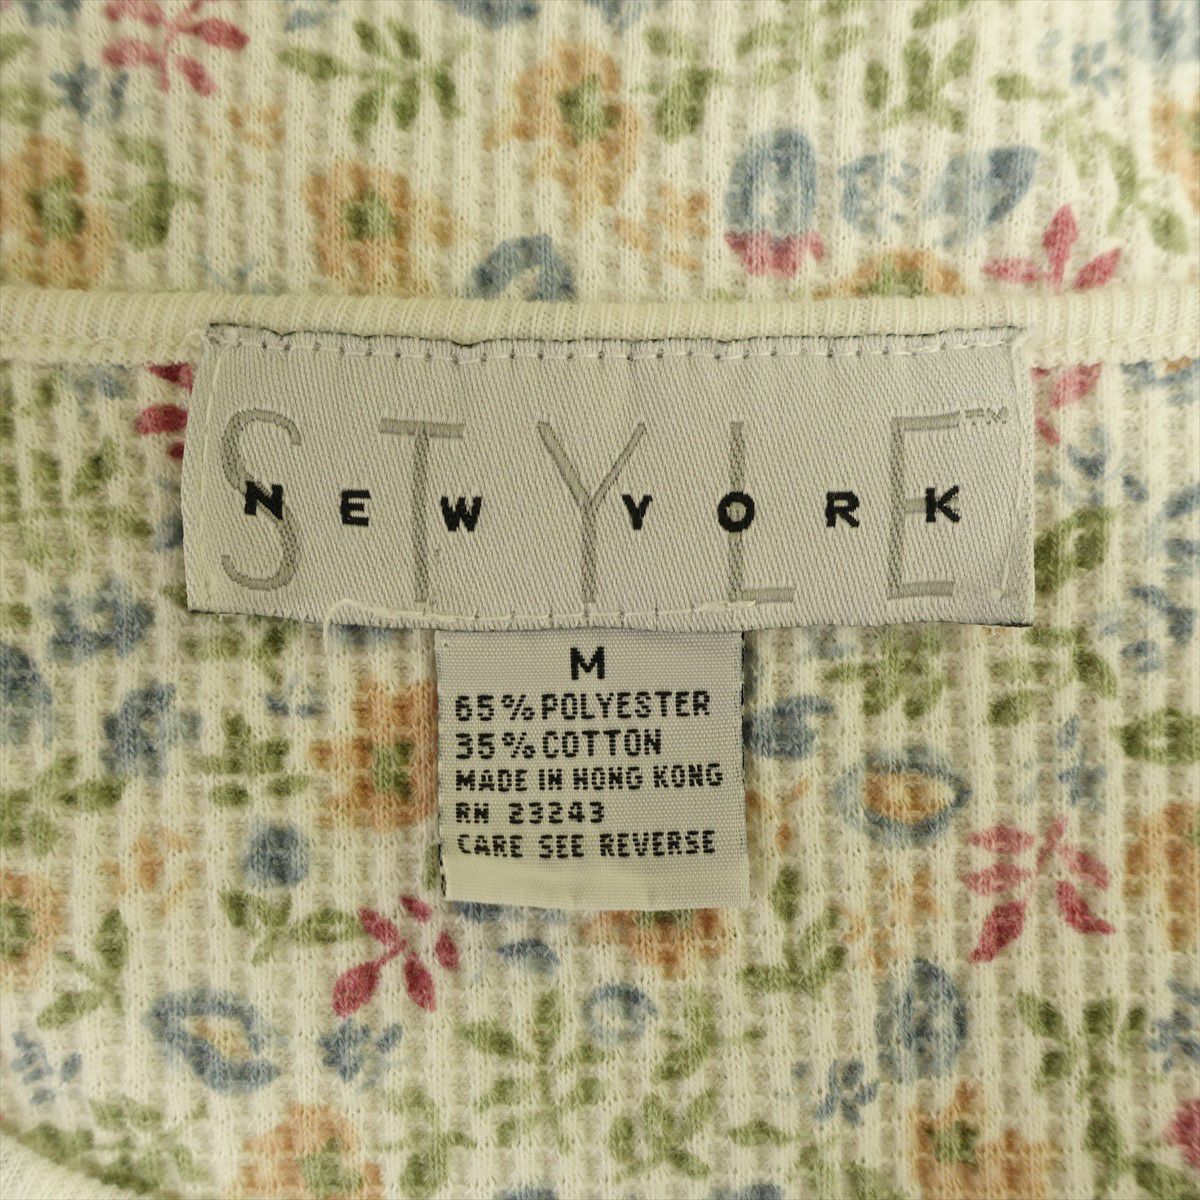 STYLE™
NEW YORK
M
65% POLYESTER
35% COTTON
MADE IN HONG KONG
RN 23243
CARE SEE REVERSE